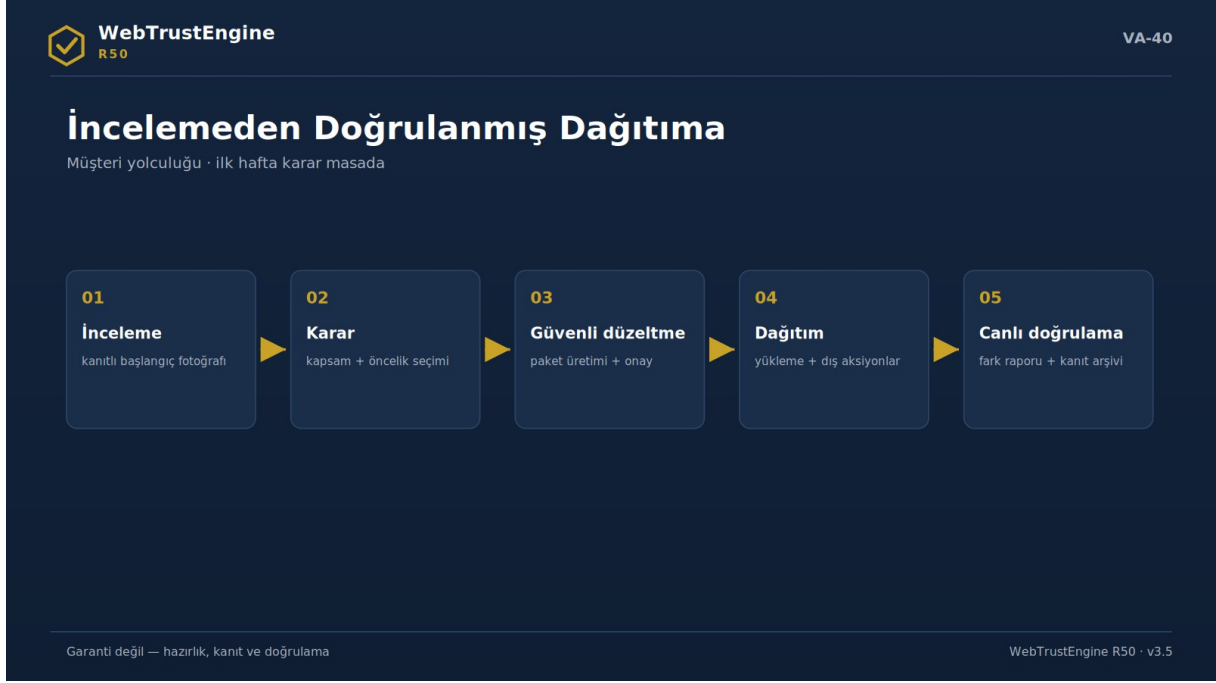 WebTrustEngine
R50
VA-40
İncelemeden Doğrulanmış Dağıtıma
Müşteri yolculuğu · ilk hafta karar masada
01
İnceleme
kanıtlı başlangıç fotoğrafı
02
Karar
kapsam + öncelik seçimi
03
Güvenli düzeltme
paket üretimi + onay
04
Dağıtım
yükleme + dış aksiyonlar
05
Canlı doğrulama
fark raporu + kanıt arşivi
Garanti değil — hazırlık, kanıt ve doğrulama
WebTrustEngine R50 · v3.5